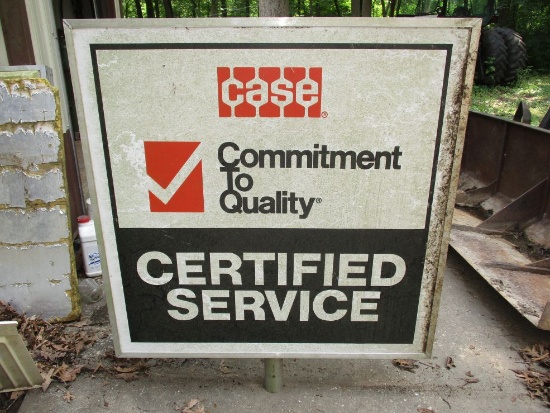 case®
Commitment
To
Quality®
CERTIFIED
SERVICE